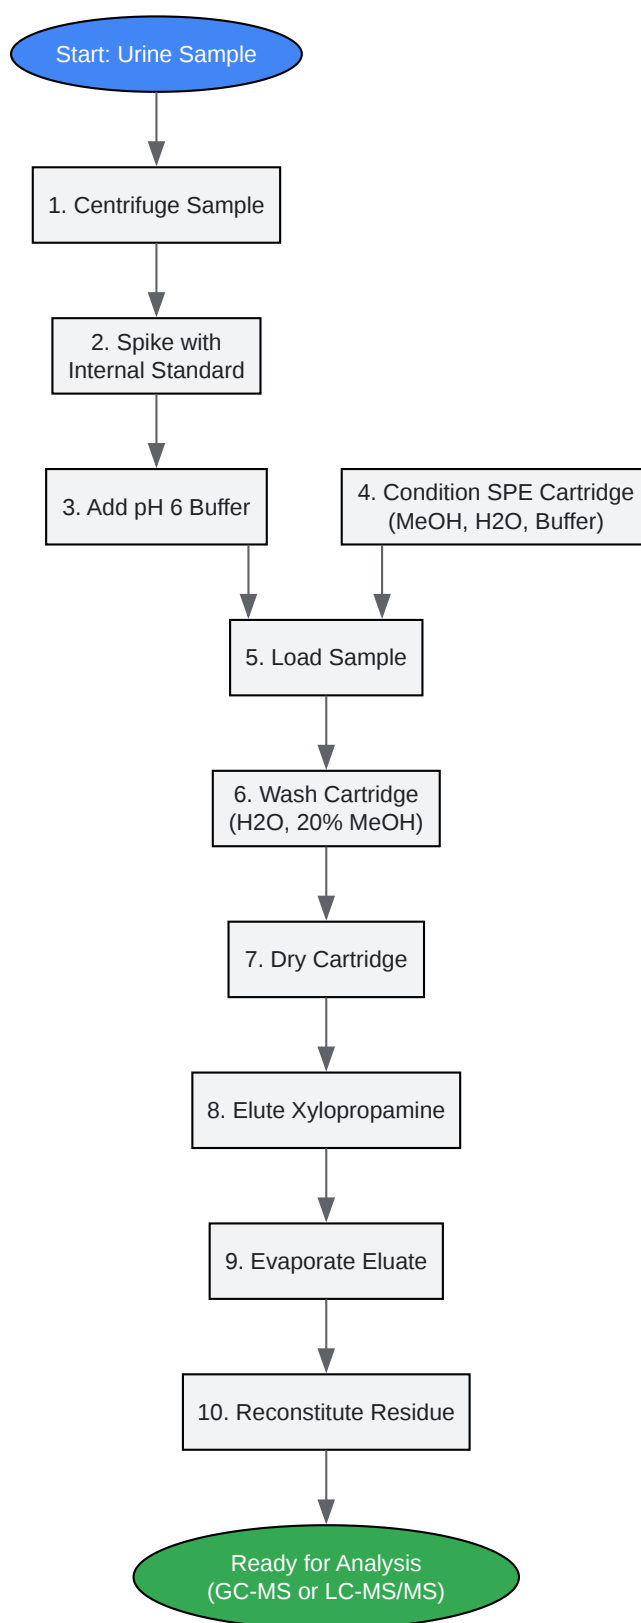 Start: Urine Sample
1. Centrifuge Sample
2. Spike with
Internal Standard
3. Add pH 6 Buffer
4. Condition SPE Cartridge
(MeOH, H2O, Buffer)
5. Load Sample
6. Wash Cartridge
(H2O, 20% MeOH)
7. Dry Cartridge
8. Elute Xylopropamine
9. Evaporate Eluate
10. Reconstitute Residue
Ready for Analysis
(GC-MS or LC-MS/MS)